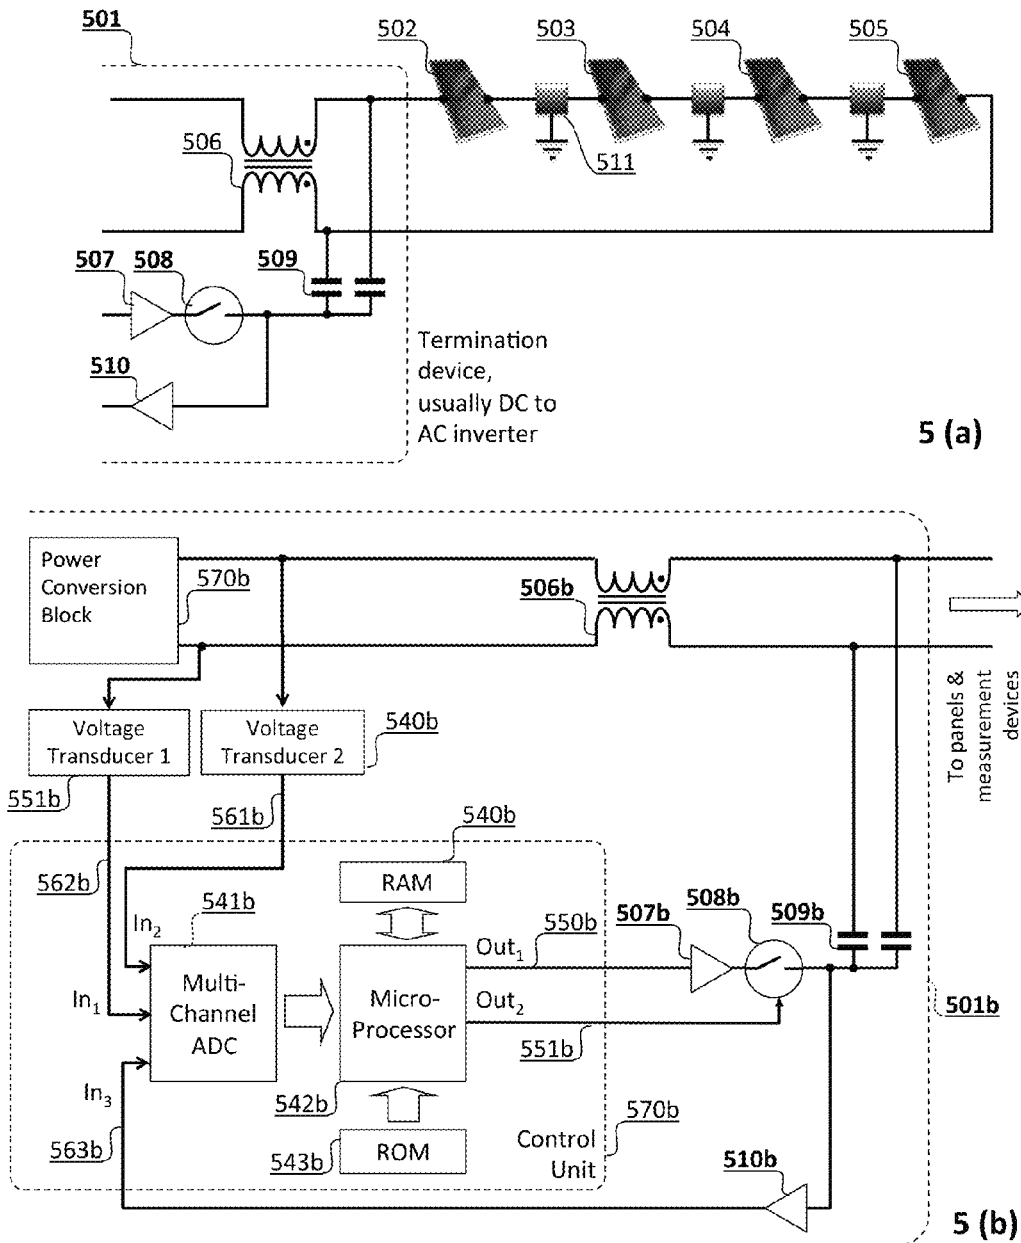 501
502
503
504
505
506
511
507
508
509
510
Termination
device,
usually DC to
AC inverter
5 (a)
Power
Conversion
Block
570b
506b
Voltage
Transducer 1
Voltage
Transducer 2
540b
551b
561b
To panels &
measurement
devices
562b
540b
RAM
541b
In2
Out1
550b
507b
508b
509b
In1
Multi-
Channel
ADC
Micro-
Processor
Out2
551b
501b
In3
542b
570b
563b
543b
ROM
Control
Unit
510b
5 (b)